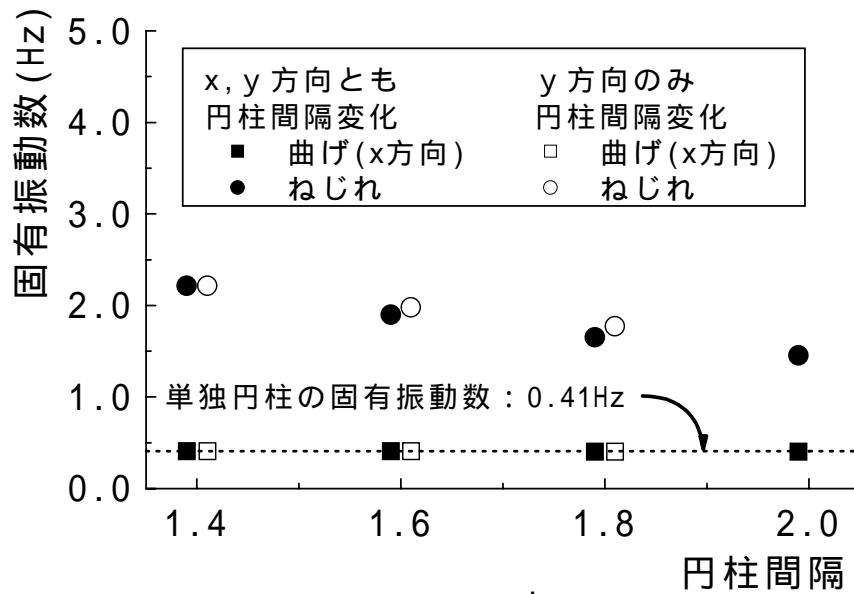 固有振動数(Hz)
5.0
4.0
3.0
2.0
1.0
0.0
x,y方向とも
円柱間隔変化
■ 曲げ(x方向)
● ねじれ
y方向のみ
円柱間隔変化
□ 曲げ(x方向)
○ ねじれ
単独円柱の固有振動数：0.41Hz
1.4 1.6 1.8 2.0
円柱間隔